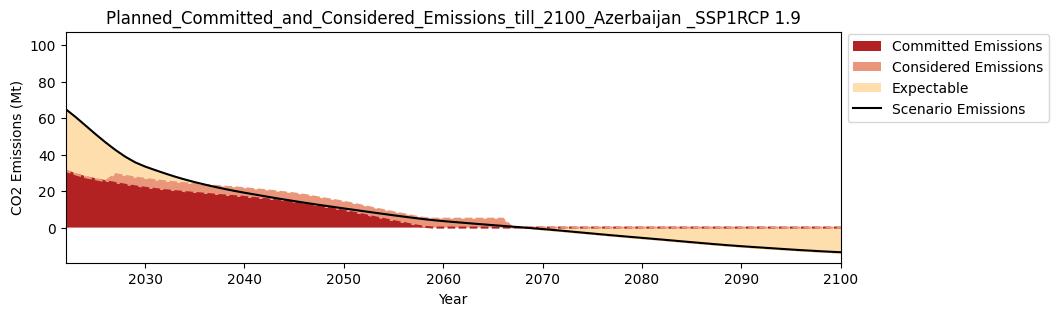 Planned_Committed_and_Considered_Emissions_till_2100_Azerbaijan _SSP1RCP 1.9
CO2 Emissions (Mt)
100
80
60
40
20
0
2030
2040
2050
2060
2070
2080
2090
2100
Year
Committed Emissions
Considered Emissions
Expectable
Scenario Emissions